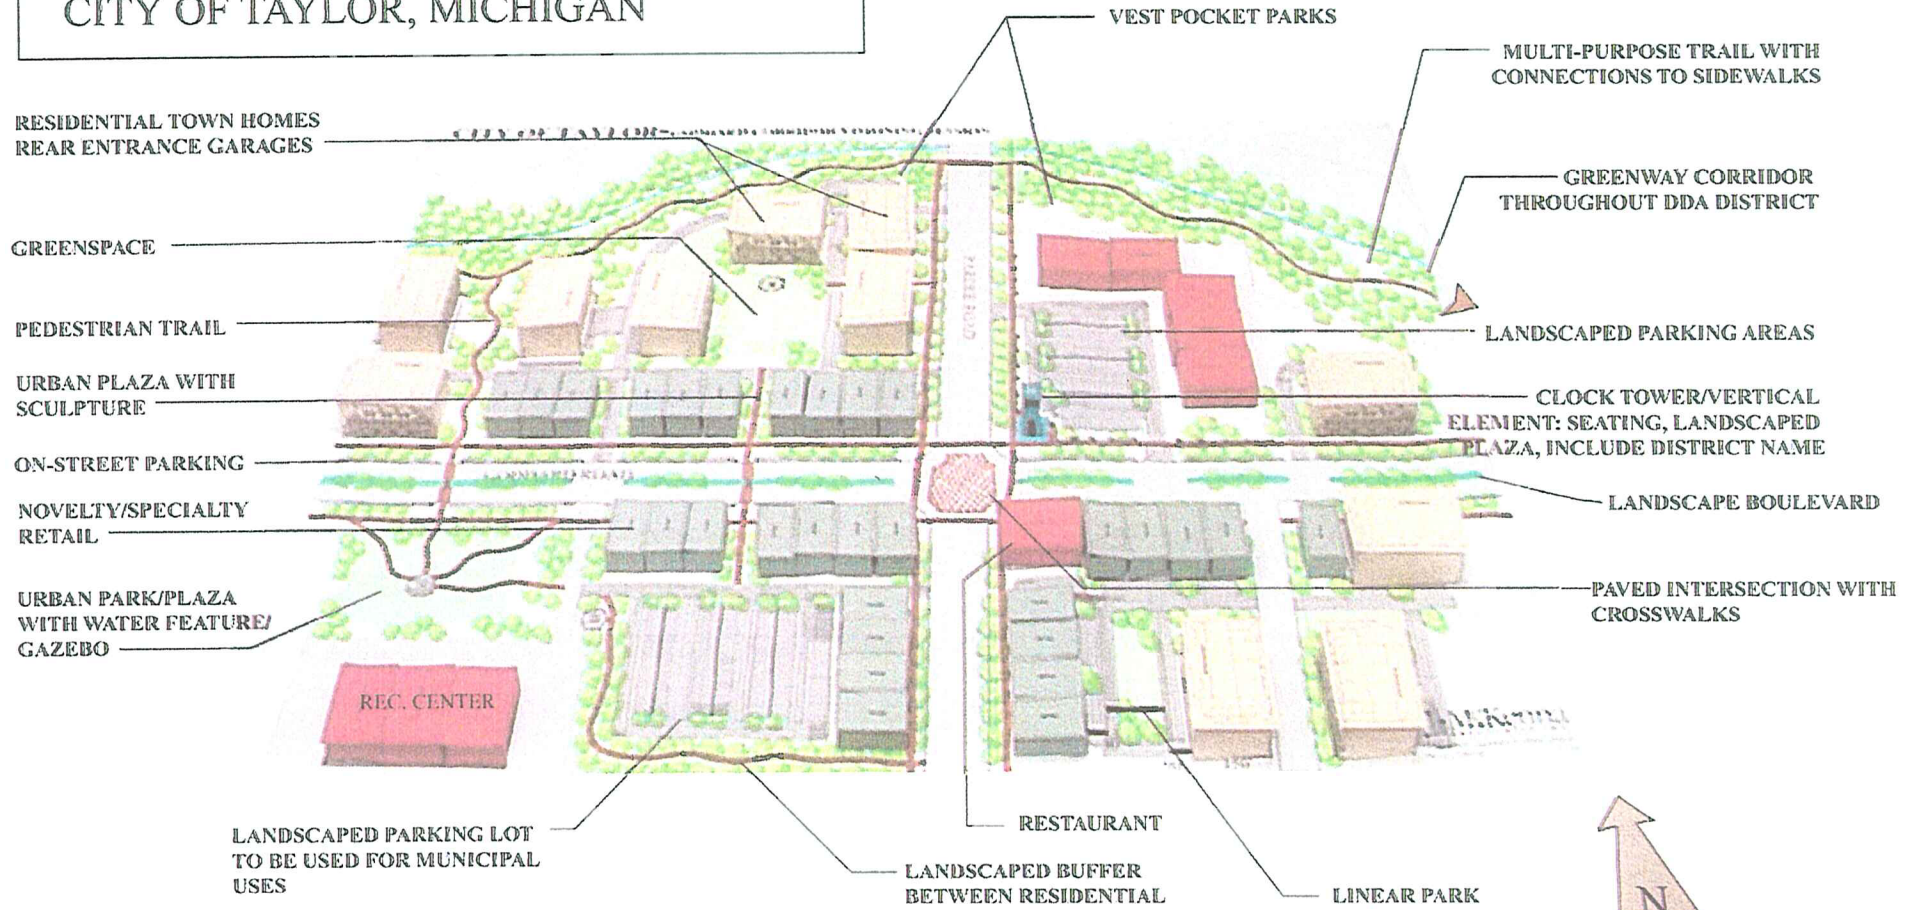 CITY OF TAYLOR, MICHIGAN
VEST POCKET PARKS
MULTI-PURPOSE TRAIL WITH
CONNECTIONS TO SIDEWALKS
RESIDENTIAL TOWN HOMES
REAR ENTRANCE GARAGES
GREENWAY CORRIDOR
THROUGHOUT DDA DISTRICT
GREENSPACE
PEDESTRIAN TRAIL
LANDSCAPED PARKING AREAS
URBAN PLAZA WITH
SCULPTURE
CLOCK TOWER/VERTICAL
ELEMENT: SEATING, LANDSCAPED
PLAZA, INCLUDE DISTRICT NAME
ON-STREET PARKING
LANDSCAPE BOULEVARD
NOVELTY/SPECIALTY
RETAIL
PAVED INTERSECTION WITH
CROSSWALKS
URBAN PARK/PLAZA
WITH WATER FEATURE/
GAZEBO
REC. CENTER
RESTAURANT
LANDSCAPED PARKING LOT
TO BE USED FOR MUNICIPAL
USES
LANDSCAPED BUFFER
BETWEEN RESIDENTIAL
LINEAR PARK
N